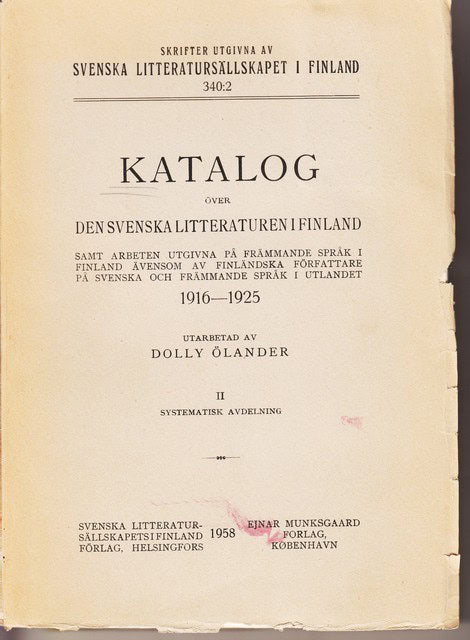 SKRIFTER UTGIVNA AV
SVENSKA LITTERATURSÄLLSKAPET I FINLAND
340:2
KATALOG
ÖVER
DEN SVENSKA LITTERATUREN I FINLAND
SAMT ARBETEN UTGIVNA PÅ FRÄMMANDE SPRÅK I
FINLAND ÄVENSOM AV FINLÄNDSKA FÖRFATTARE
PÅ SVENSKA OCH FRÄMMANDE SPRÅK I UTLANDET
1916—1925
UTARBETAD AV
DOLLY ÖLANDER
II
SYSTEMATISK AVDELNING
SVENSKA LITTERATUR-
SÄLLSKAPETS I FINLAND
FÖRLAG, HELSINGFORS
1958
EJNAR MUNKSGAARD
FORLAG,
KØBENHAVN